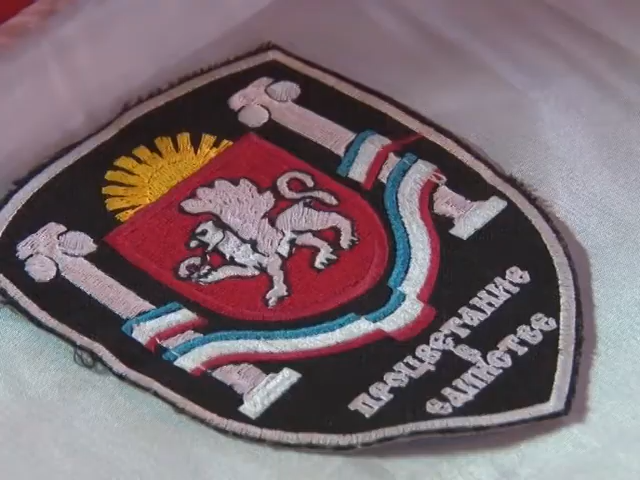 процветание
в
единстве